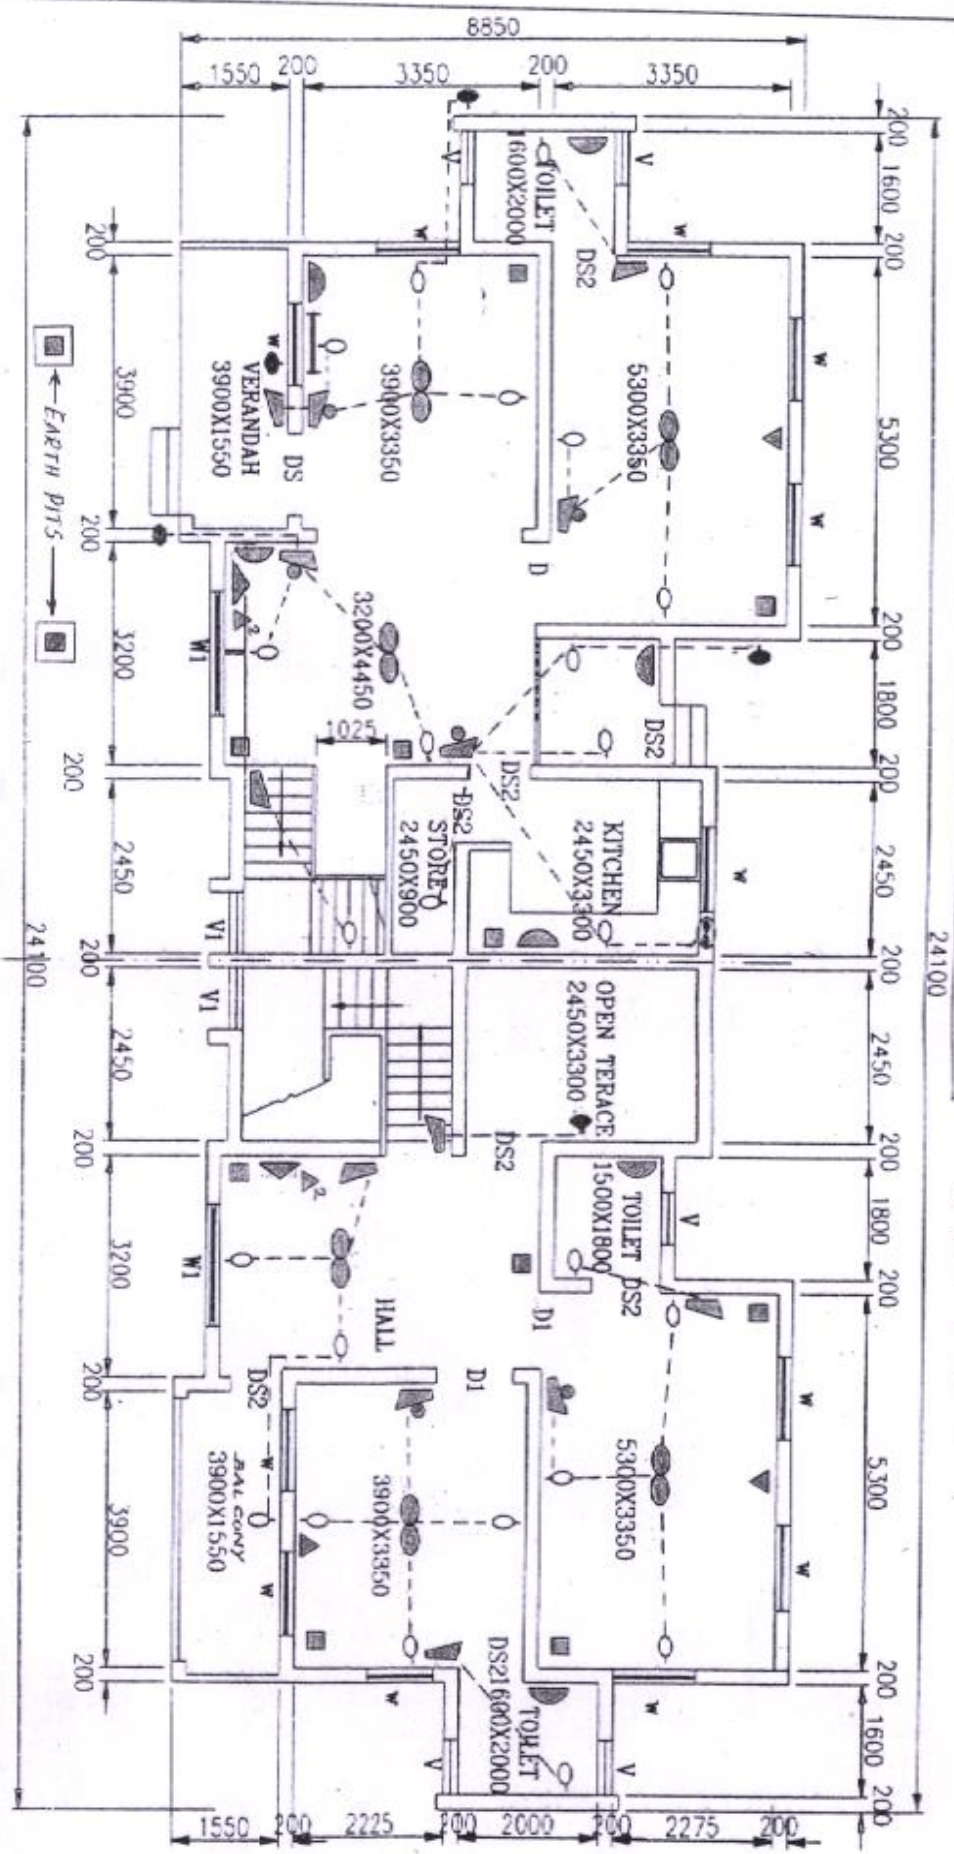 8850
1550 200 3350 200 3350
24100
200 1600 200 5300 200 1800 200 2450 200 2450 200 1800 200 5300 200 1600 200
24100
200 3900 200 3200 200 2450 200 2450 200 3200 200 3900 200
V
TOILET
1600X2000
V
DS2
W
W
W
W
5300X3350
3900X3350
W
VERANDAH
3900X1550
DS
D
3200X4450
W1
1025
DS2
DS2
DS2
STORE
2450X900
KITCHEN
2450X3300
W
V1
V1
2
← EARTH PITS →
OPEN TERACE
2450X3300
DS2
TOILET
1500X1800
DS2
V
2
W1
HALL
D1
D1
DS2
BALCONY
3900X1550
W
W
3900X3350
5300X3350
W
W
W
W
DS2
TOILET
1600X2000
V
V
1550 200 2225 200 2000 200 2275 200